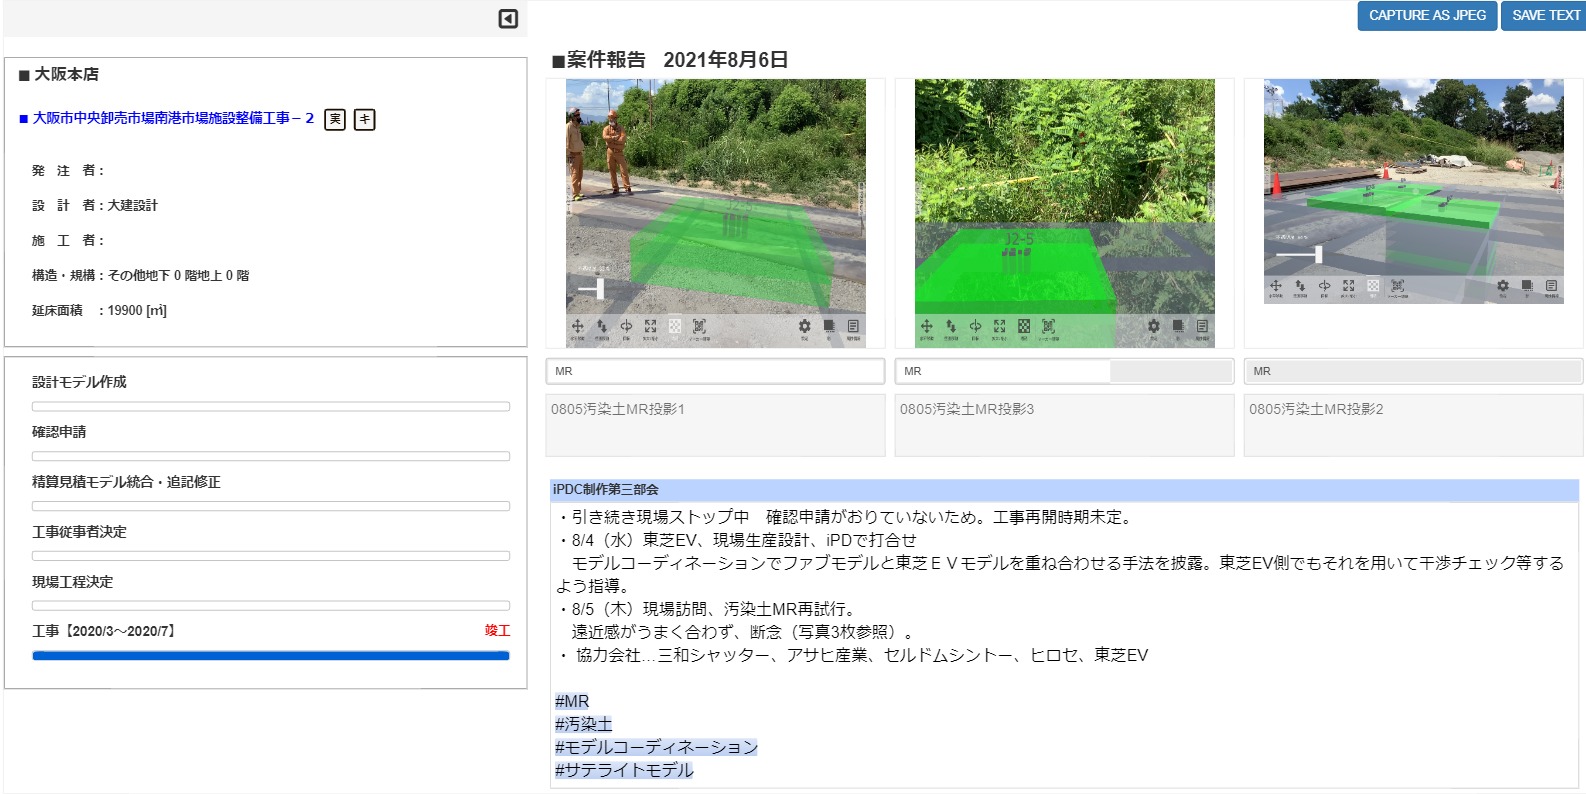 CAPTURE AS JPEG
SAVE TEXT
■ 大阪本店
■ 大阪市中央卸売市場南港市場施設整備工事－２ 実 キ
発　注　者：
設　計　者：大建設計
施　工　者：
構造・規模：その他地下０階地上０階
延床面積　：19900 [㎡]
設計モデル作成
確認申請
精算見積モデル統合・追記修正
工事従事者決定
現場工程決定
工事【2020/3～2020/7】 竣工
■案件報告　2021年8月6日
J2-5
MR
MR
MR
0805汚染土MR投影1
0805汚染土MR投影3
0805汚染土MR投影2
iPDC制作第三部会
・引き続き現場ストップ中　確認申請がおりていないため。工事再開時期未定。
・8/4（水）東芝EV、現場生産設計、iPDで打合せ
モデルコーディネーションでファブモデルと東芝ＥＶモデルを重ね合わせる手法を披露。東芝EV側でもそれを用いて干渉チェック等する
よう指導。
・8/5（木）現場訪問、汚染土MR再試行。
遠近感がうまく合わず、断念（写真3枚参照）。
・ 協力会社…三和シャッター、アサヒ産業、セルドムシントー、ヒロセ、東芝EV
#MR
#汚染土
#モデルコーディネーション
#サテライトモデル